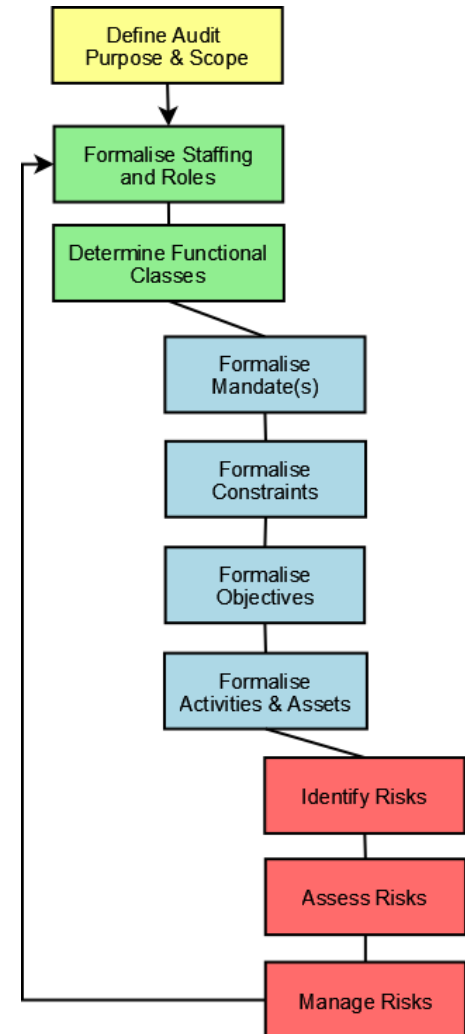 Define Audit
Purpose & Scope
Formalise Staffing
and Roles
Determine Functional
Classes
Formalise
Mandate(s)
Formalise
Constraints
Formalise
Objectives
Formalise
Activities & Assets
Identify Risks
Assess Risks
Manage Risks